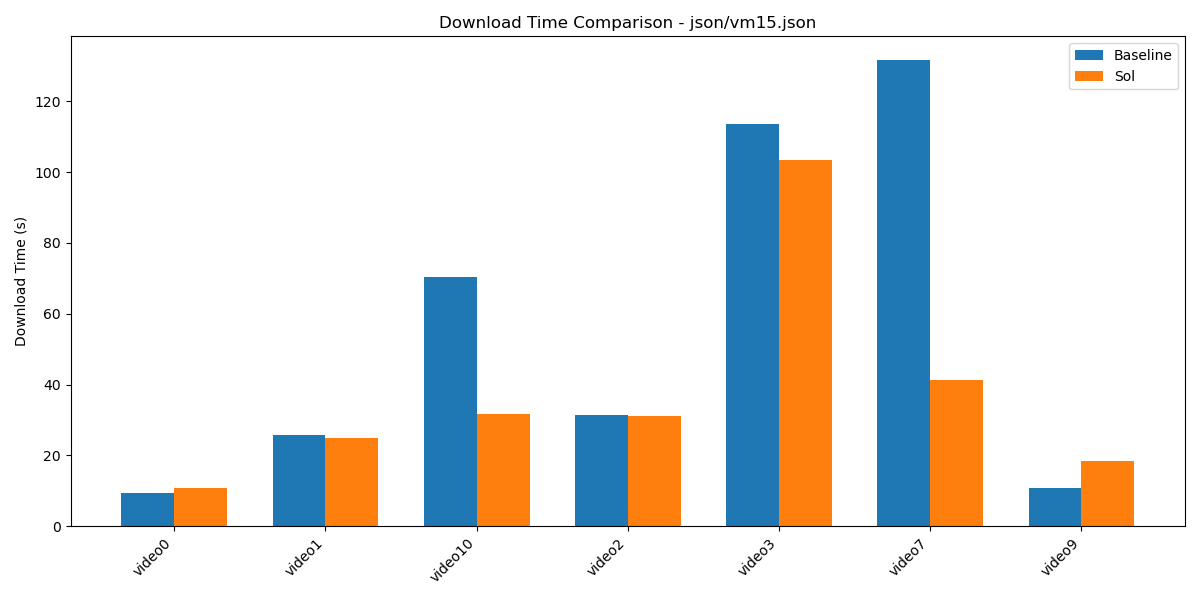 Download Time Comparison - json/vm15.json
Baseline
Sol
Download Time (s)
120
100
80
60
40
20
0
video0
video1
video10
video2
video3
video7
video9